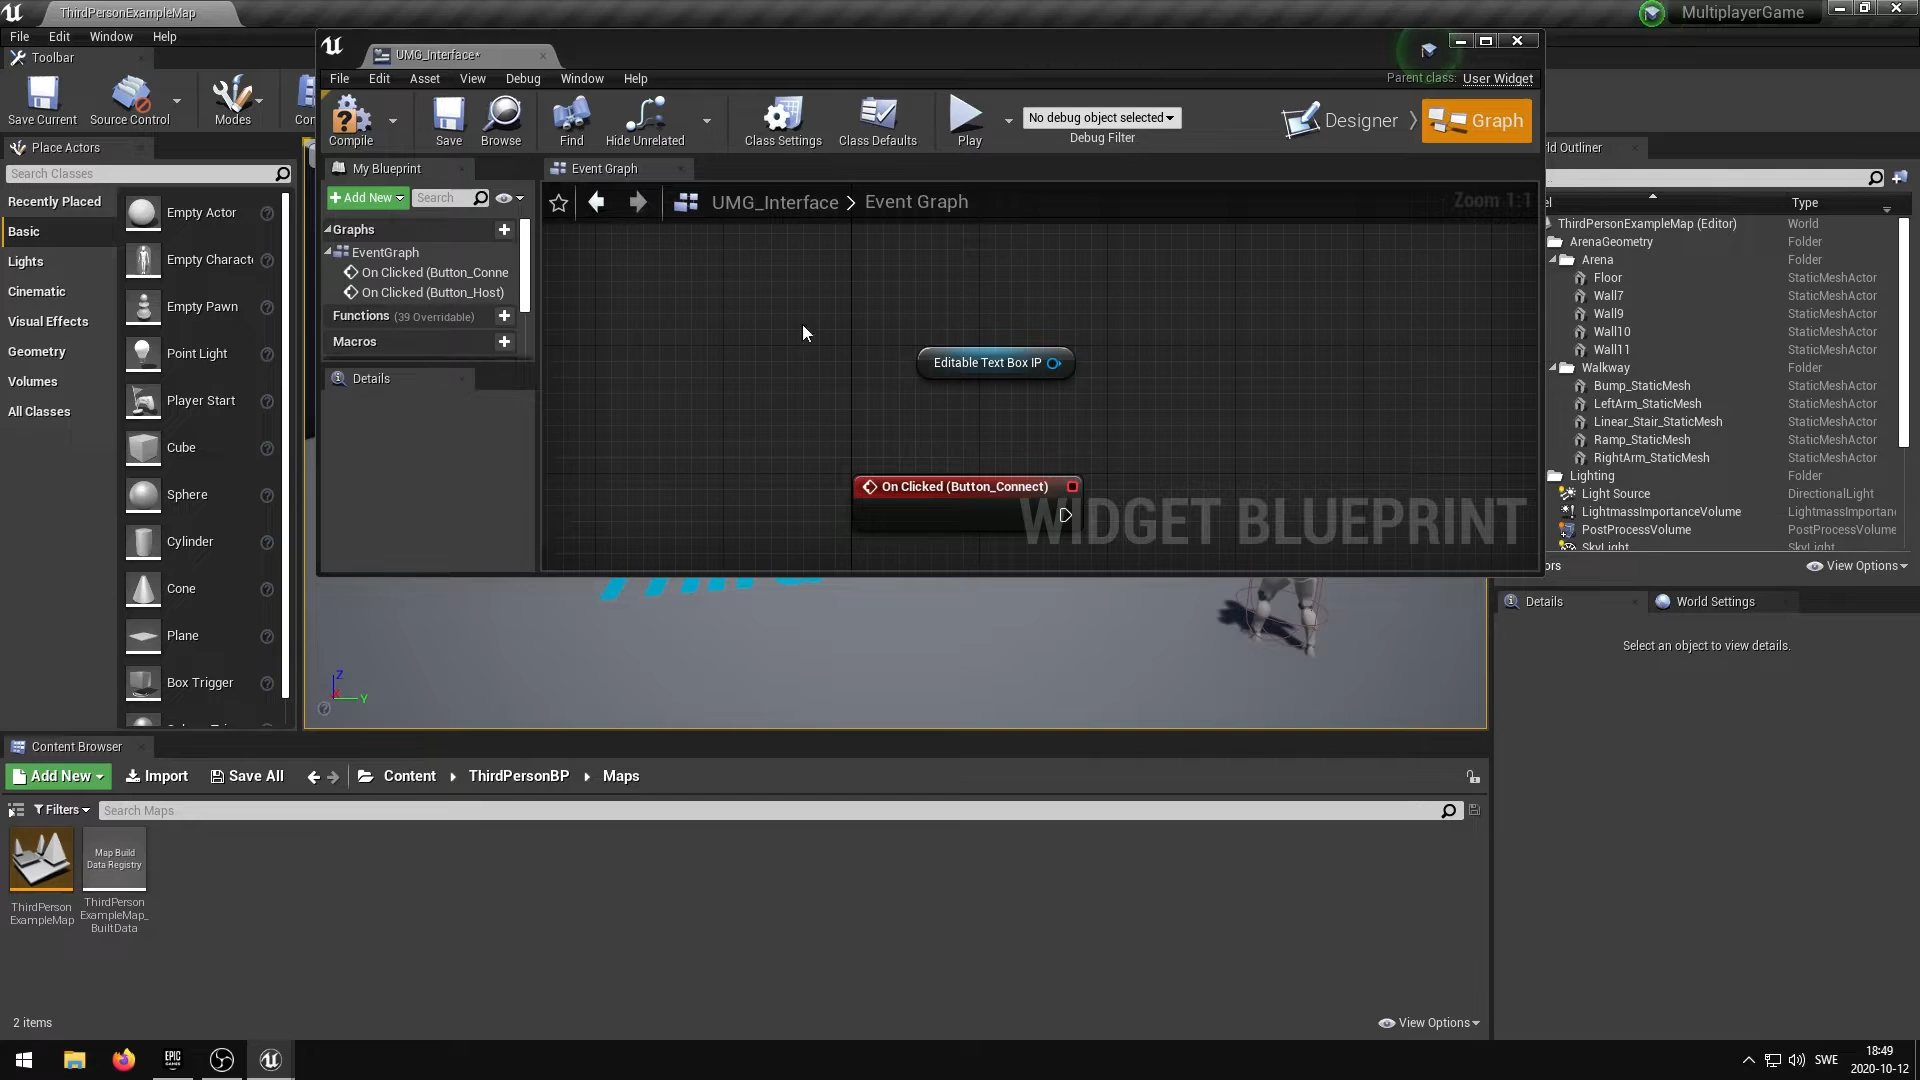 ThirdPersonExampleMap
MultiplayerGame
File Edit Window Help
Toolbar
Save Current
Source Control
Modes
Place Actors
Search Classes
Recently Placed
Basic
Lights
Cinematic
Visual Effects
Geometry
Volumes
All Classes
Empty Actor
Empty Characte
Empty Pawn
Point Light
Player Start
Cube
Sphere
Cylinder
Cone
Plane
Box Trigger
UMG_Interface*
File Edit Asset View Debug Window Help
Parent class: User Widget
Compile
Save
Browse
Find
Hide Unrelated
Class Settings
Class Defaults
Play
No debug object selected
Debug Filter
Designer
Graph
My Blueprint
Add New
Search
Graphs
EventGraph
On Clicked (Button_Conne
On Clicked (Button_Host)
Functions (39 Overridable)
Macros
Details
Event Graph
UMG_Interface > Event Graph
Zoom 1:1
Editable Text Box IP
On Clicked (Button_Connect)
WIDGET BLUEPRINT
ld Outliner
el Type
ThirdPersonExampleMap (Editor) World
ArenaGeometry Folder
Arena Folder
Floor StaticMeshActor
Wall7 StaticMeshActor
Wall9 StaticMeshActor
Wall10 StaticMeshActor
Wall11 StaticMeshActor
Walkway Folder
Bump_StaticMesh StaticMeshActor
LeftArm_StaticMesh StaticMeshActor
Linear_Stair_StaticMesh StaticMeshActor
Ramp_StaticMesh StaticMeshActor
RightArm_StaticMesh StaticMeshActor
Lighting Folder
Light Source DirectionalLight
LightmassImportanceVolume LightmassImportanc
PostProcessVolume PostProcessVolume
SkyLight SkyLight
ors
View Options
Details
World Settings
Select an object to view details.
Z
X
Y
Content Browser
Add New
Import
Save All
Content
ThirdPersonBP
Maps
Filters
Search Maps
ThirdPerson
ExampleMap
Map Build
Data Registry
ThirdPerson
ExampleMap_
BuiltData
2 items
View Options
EPIC
GAMES
SWE
18:49
2020-10-12